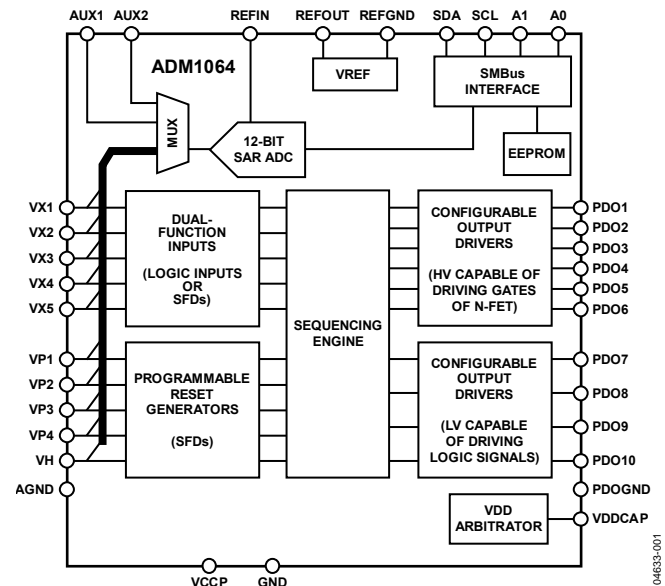 AUX1 AUX2 REFIN REFOUT REFGND SDA SCL A1 A0
ADM1064
VREF
SMBus
INTERFACE
MUX
12-BIT
SAR ADC
EEPROM
VX1
VX2
VX3
VX4
VX5
DUAL-
FUNCTION
INPUTS
(LOGIC INPUTS
OR
SFDs)
SEQUENCING
ENGINE
CONFIGURABLE
OUTPUT
DRIVERS
(HV CAPABLE OF
DRIVING GATES
OF N-FET)
PDO1
PDO2
PDO3
PDO4
PDO5
PDO6
VP1
VP2
VP3
VP4
VH
AGND
PROGRAMMABLE
RESET
GENERATORS
(SFDs)
CONFIGURABLE
OUTPUT
DRIVERS
(LV CAPABLE
OF DRIVING
LOGIC SIGNALS)
PDO7
PDO8
PDO9
PDO10
PDOGND
VDDCAP
VDD
ARBITRATOR
VCCP GND
04633-001